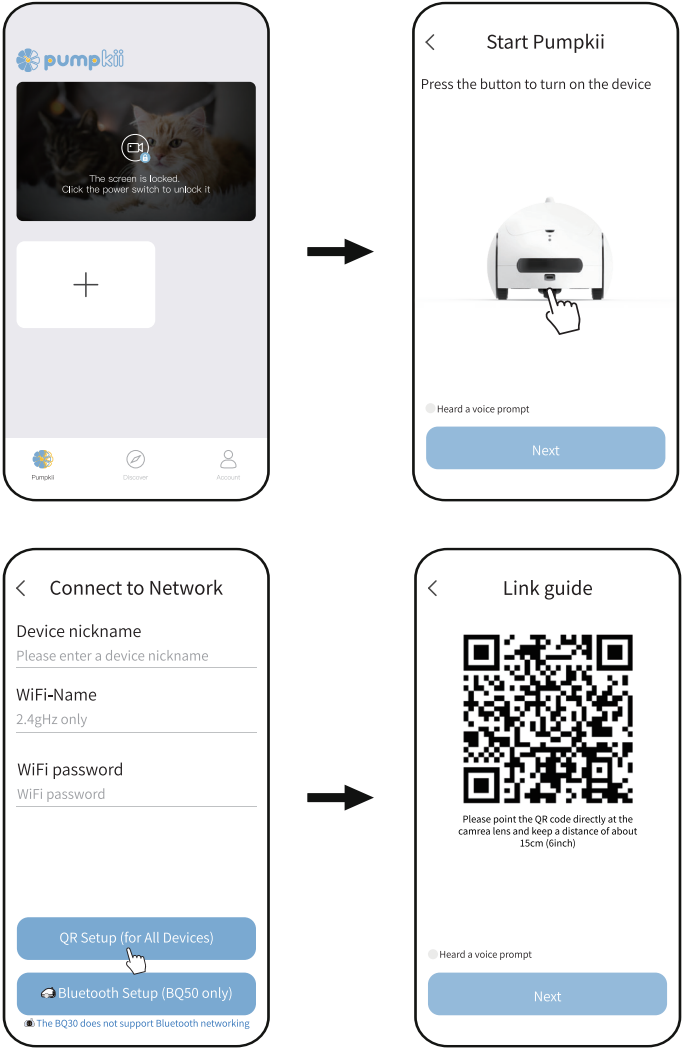 pumpkii
The screen is locked.
Click the power switch to unlock it
Pumpkii
Discover
Account
Start Pumpkii
Press the button to turn on the device
Heard a voice prompt
Next
Connect to Network
Device nickname
Please enter a device nickname
WiFi-Name
2.4gHz only
WiFi password
WiFi password
QR Setup (for All Devices)
Bluetooth Setup (BQ50 only)
The BQ30 does not support Bluetooth networking
Link guide
Please point the QR code directly at the
camrea lens and keep a distance of about
15cm (6inch)
Heard a voice prompt
Next